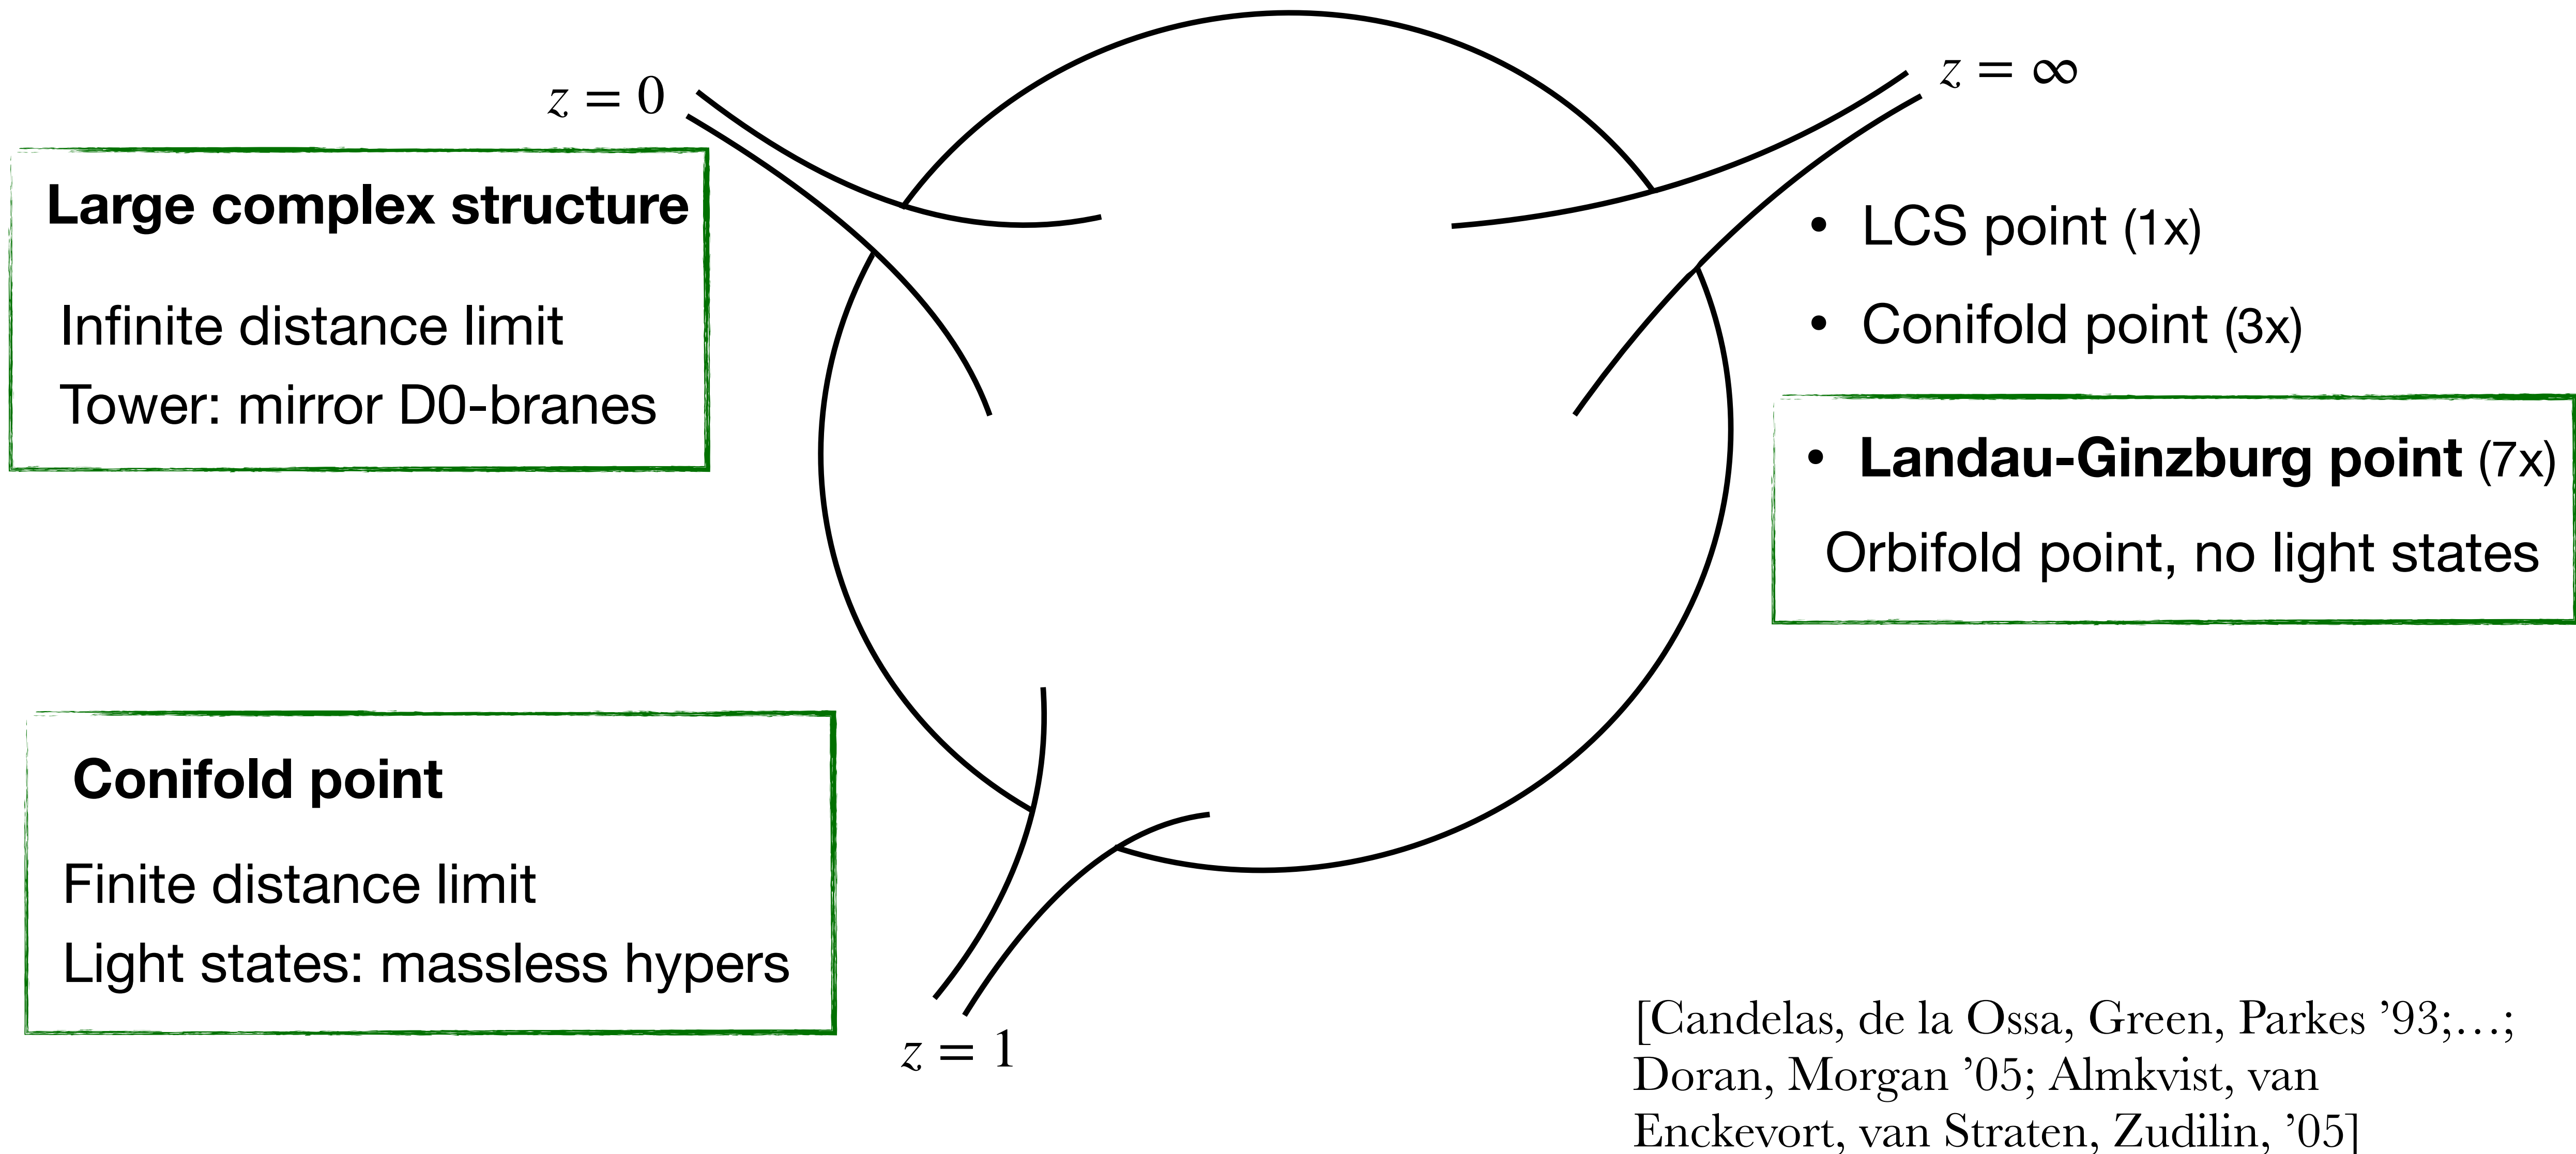 z = 0
z = ∞
Large complex structure
Infinite distance limit
Tower: mirror D0-branes
• LCS point (1x)
• Conifold point (3x)
• Landau-Ginzburg point (7x)
Orbifold point, no light states
Conifold point
Finite distance limit
Light states: massless hypers
z = 1
[Candelas, de la Ossa, Green, Parkes ’93;…;
Doran, Morgan ’05; Almkvist, van
Enckevort, van Straten, Zudilin, ’05]